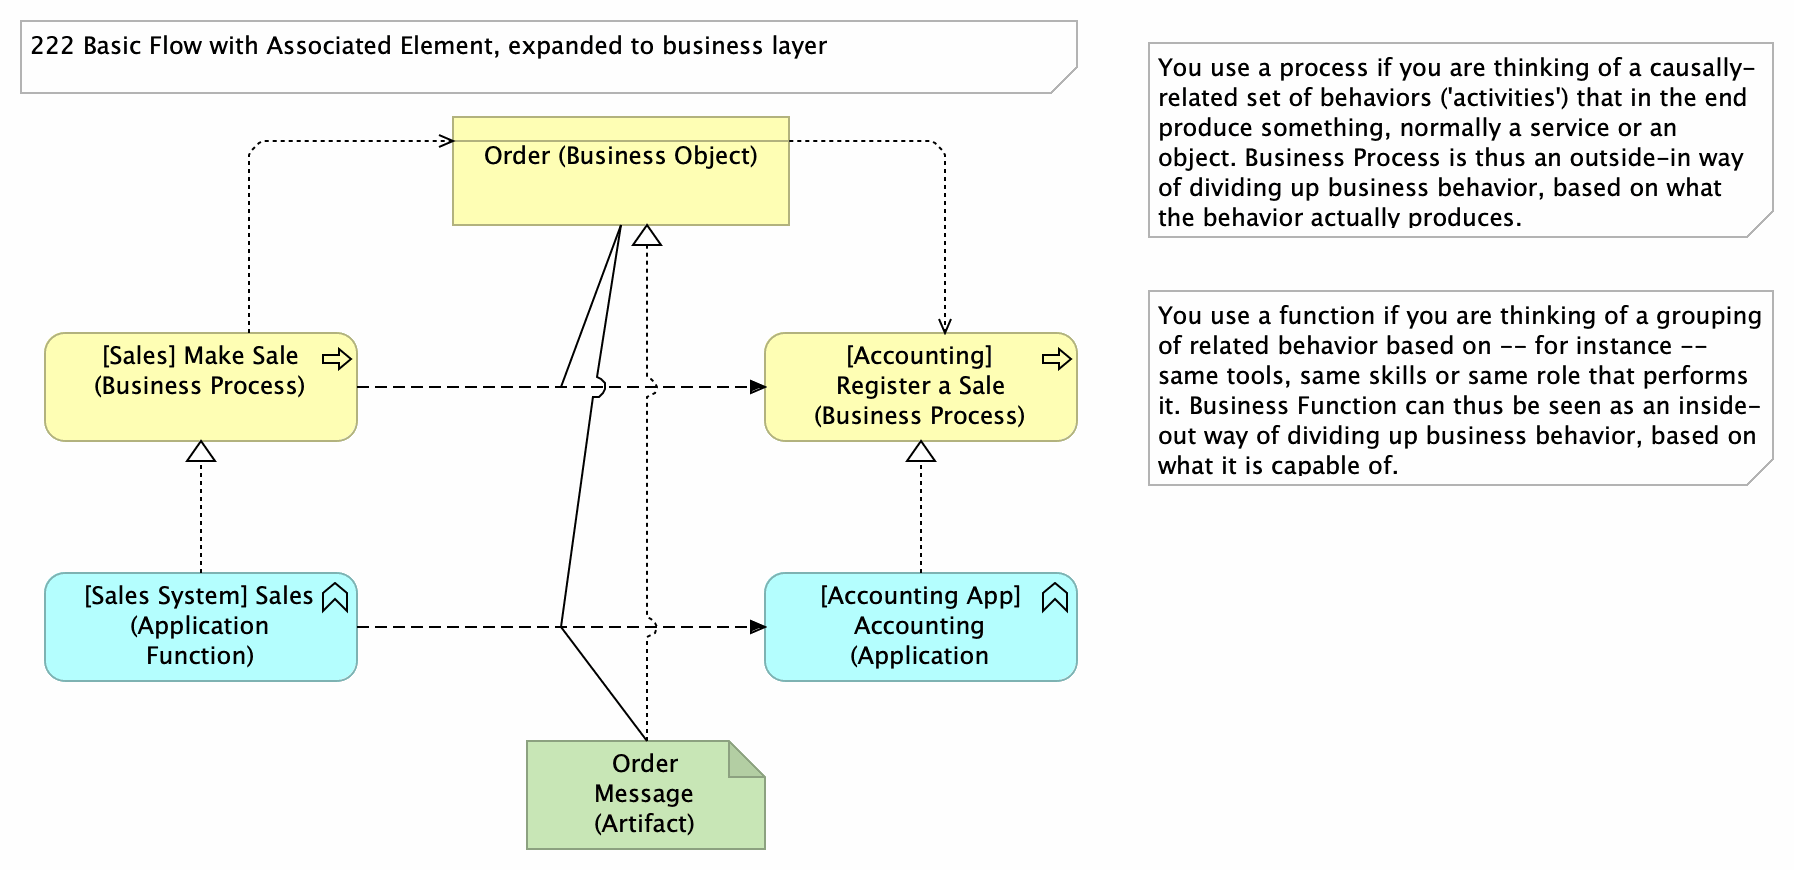 222 Basic Flow with Associated Element, expanded to business layer
You use a process if you are thinking of a causally-
related set of behaviors ('activities') that in the end
produce something, normally a service or an
object. Business Process is thus an outside-in way
of dividing up business behavior, based on what
the behavior actually produces.
Order (Business Object)
You use a function if you are thinking of a grouping
of related behavior based on -- for instance --
same tools, same skills or same role that performs
it. Business Function can thus be seen as an inside-
out way of dividing up business behavior, based on
what it is capable of.
[Sales] Make Sale
(Business Process)
[Accounting]
Register a Sale
(Business Process)
[Sales System] Sales
(Application
Function)
[Accounting App]
Accounting
(Application
Order
Message
(Artifact)